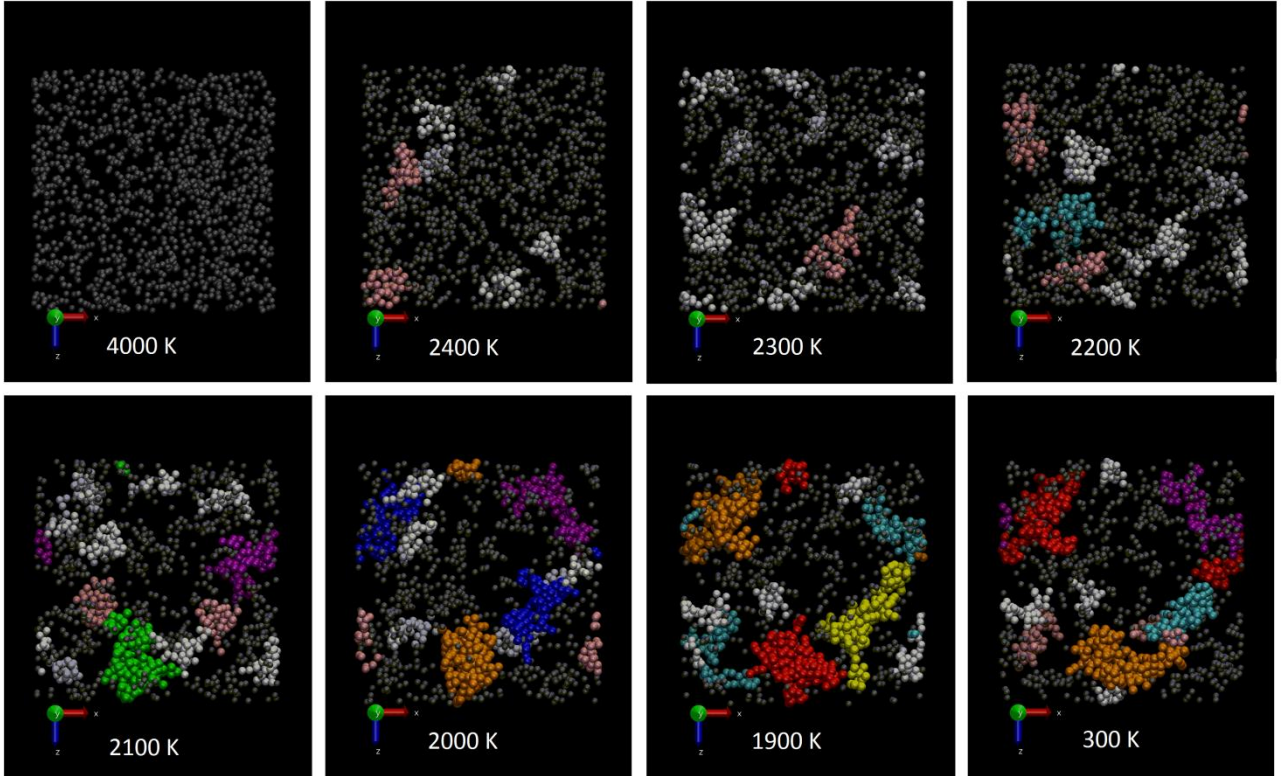 y x
z
4000 K
y x
z
2400 K
y x
z
2300 K
y x
z
2200 K
y x
z
2100 K
y x
z
2000 K
y x
z
1900 K
y x
z
300 K